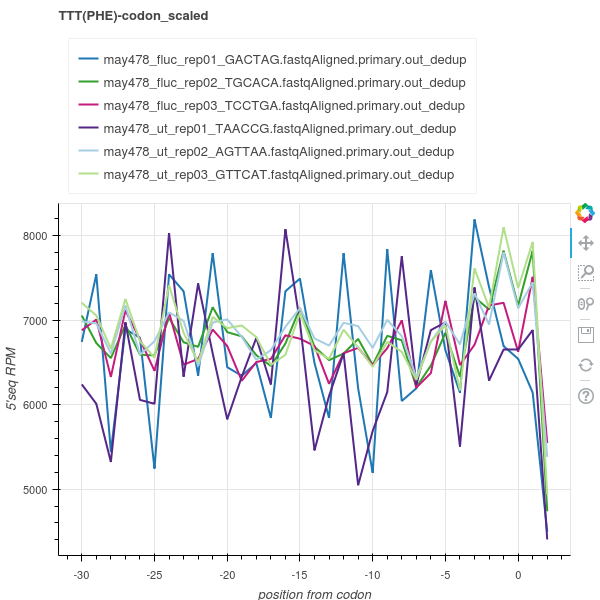 TTT(PHE)-codon_scaled
may478_fluc_rep01_GACTAG.fastqAligned.primary.out_dedup
may478_fluc_rep02_TGCACA.fastqAligned.primary.out_dedup
may478_fluc_rep03_TCCTGA.fastqAligned.primary.out_dedup
may478_ut_rep01_TAACCG.fastqAligned.primary.out_dedup
may478_ut_rep02_AGTTAA.fastqAligned.primary.out_dedup
may478_ut_rep03_GTTCAT.fastqAligned.primary.out_dedup
8000
7000
6000
5000
5'seq RPM
-30 -25 -20 -15 -10 -5 0
position from codon